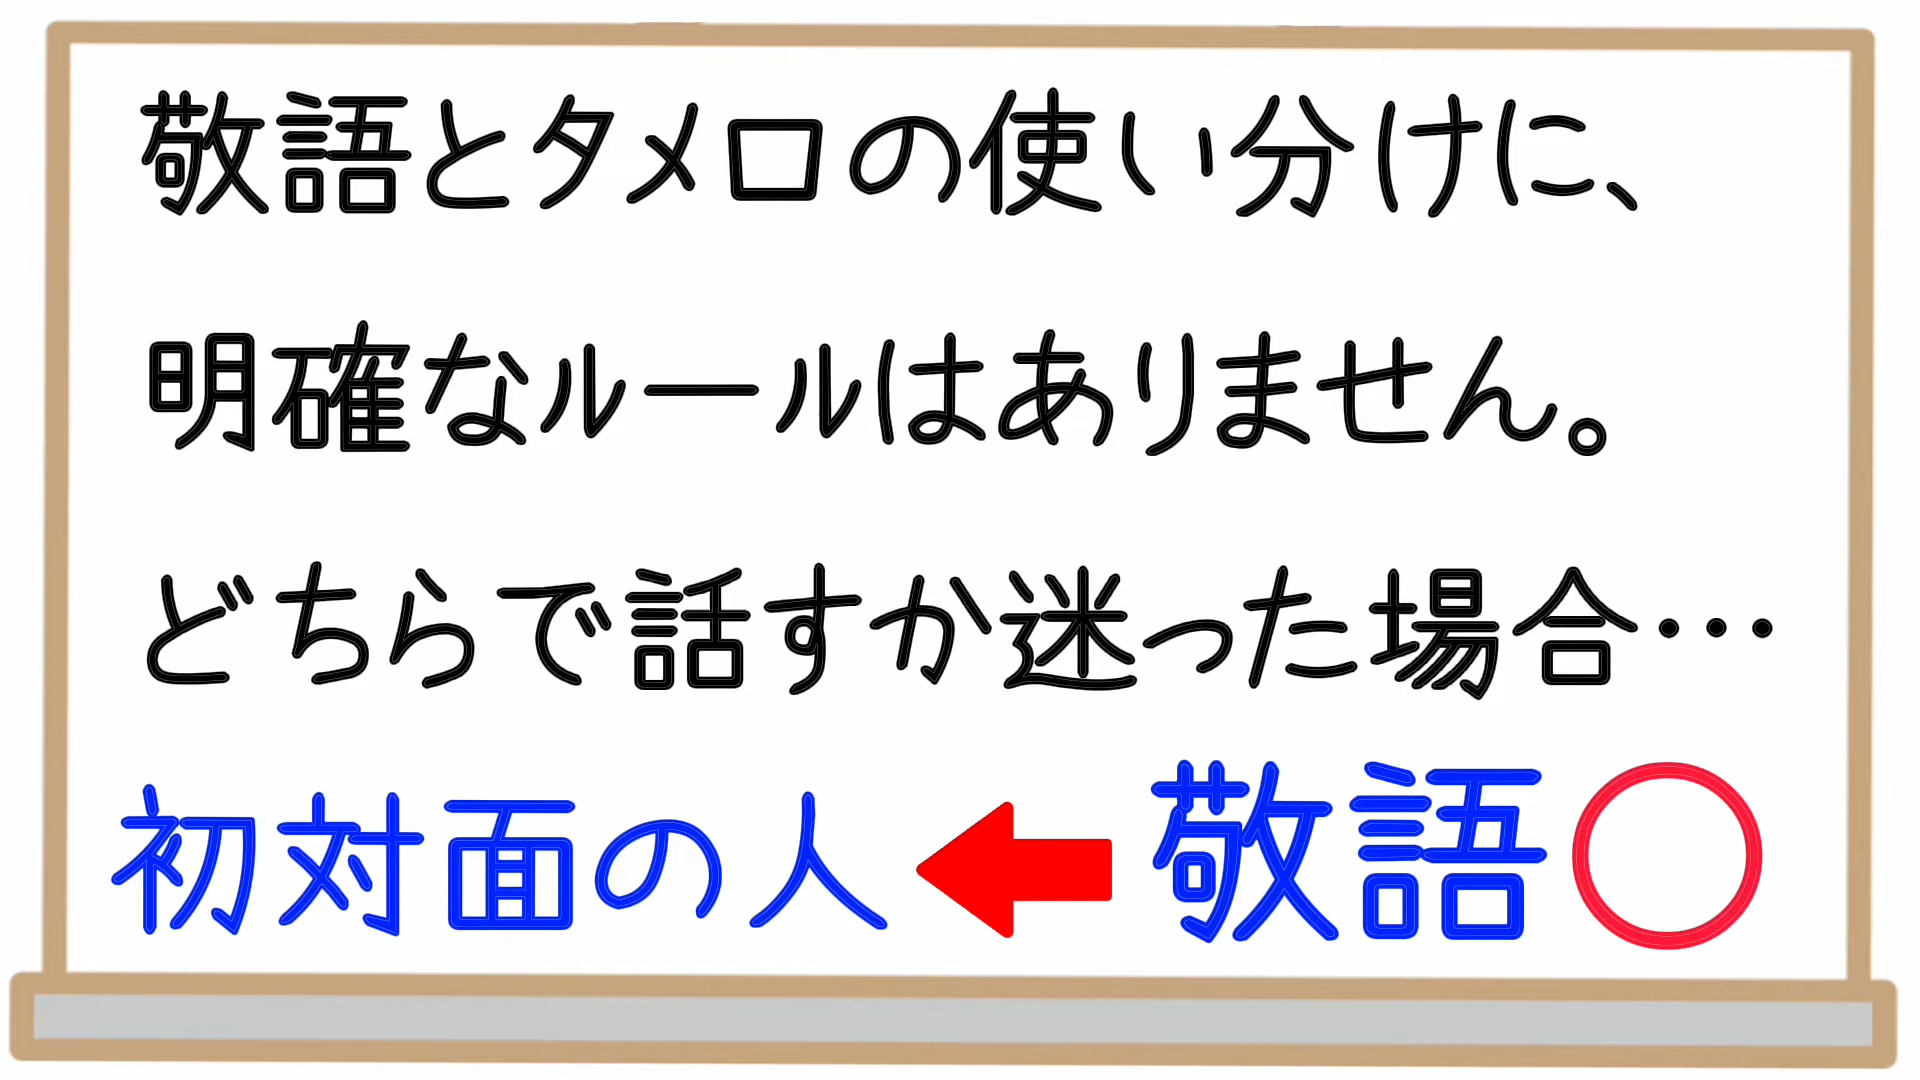 敬語とタメ口の使い分けに、
明確なルールはありません。
どちらで話すか迷った場合…
初対面の人 ← 敬語○